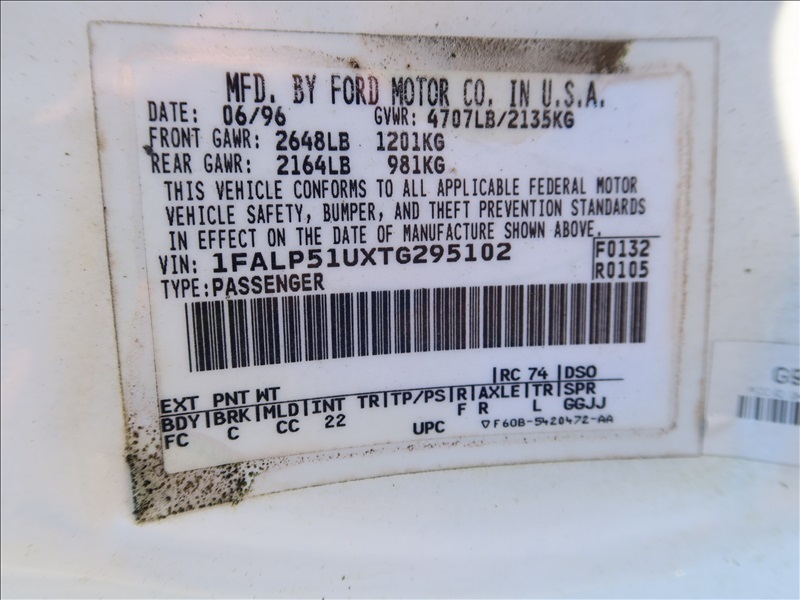 MFD. BY FORD MOTOR CO. IN U.S.A.
DATE: 06/96 GVWR: 4707LB/2135KG
FRONT GAWR: 2648LB 1201KG
REAR GAWR: 2164LB 981KG
THIS VEHICLE CONFORMS TO ALL APPLICABLE FEDERAL MOTOR
VEHICLE SAFETY, BUMPER, AND THEFT PREVENTION STANDARDS
IN EFFECT ON THE DATE OF MANUFACTURE SHOWN ABOVE.
VIN: 1FALP51UXTG295102 F0132
TYPE: PASSENGER R0105
EXT PNT WT RC 74 DSO
BDY BRK MLD INT TR TP/PS R AXLE TR SPR
FC C CC 22 F R L GGJJ
UPC ▽F60B-5420472-AA